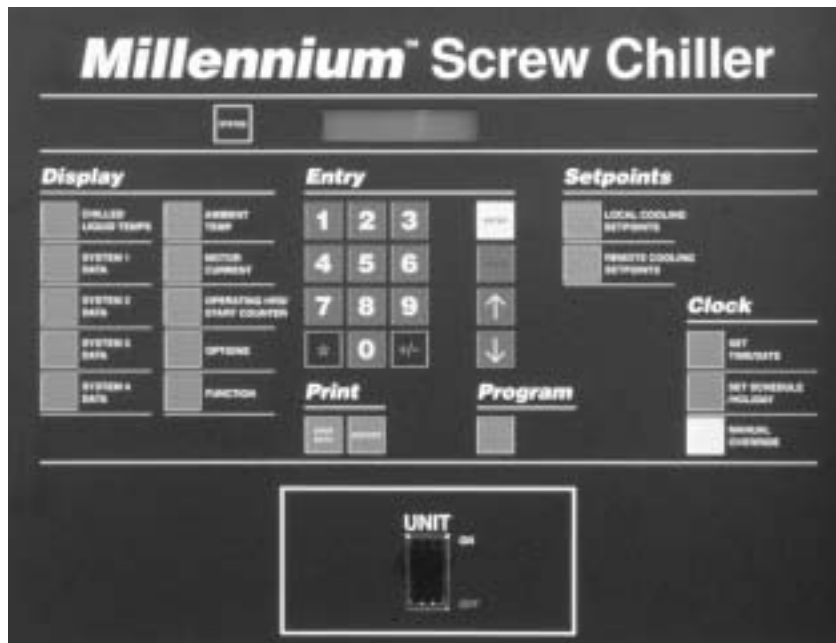 Millennium™ Screw Chiller
STATUS
Display
CHILLED
LIQUID TEMPS
SYSTEM 1
DATA
SYSTEM 2
DATA
SYSTEM 3
DATA
SYSTEM 4
DATA
AMBIENT
TEMP
MOTOR
CURRENT
OPERATING HRS/
START COUNTER
OPTIONS
FUNCTION
Entry
1 2 3
4 5 6
7 8 9
* 0 +/-
↑
↓
Setpoints
LOCAL COOLING
SETPOINTS
REMOTE COOLING
SETPOINTS
Clock
SET
TIME/DATE
SET SCHEDULE
/HOLIDAY
MANUAL
OVERRIDE
Print
HISTORY
Program
UNIT
ON
OFF